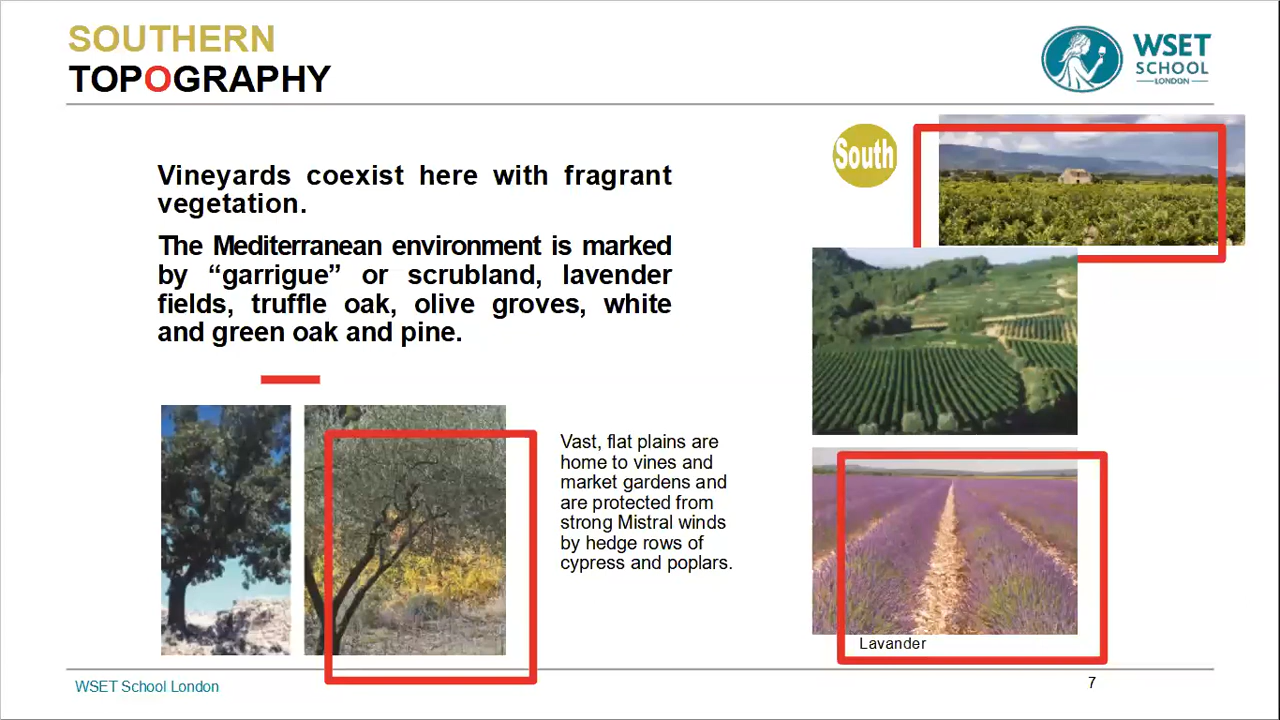 SOUTHERN
TOPOGRAPHY
WSET
SCHOOL
LONDON
South
Vineyards coexist here with fragrant
vegetation.
The Mediterranean environment is marked
by “garrigue” or scrubland, lavender
fields, truffle oak, olive groves, white
and green oak and pine.
Vast, flat plains are
home to vines and
market gardens and
are protected from
strong Mistral winds
by hedge rows of
cypress and poplars.
Lavander
WSET School London
7